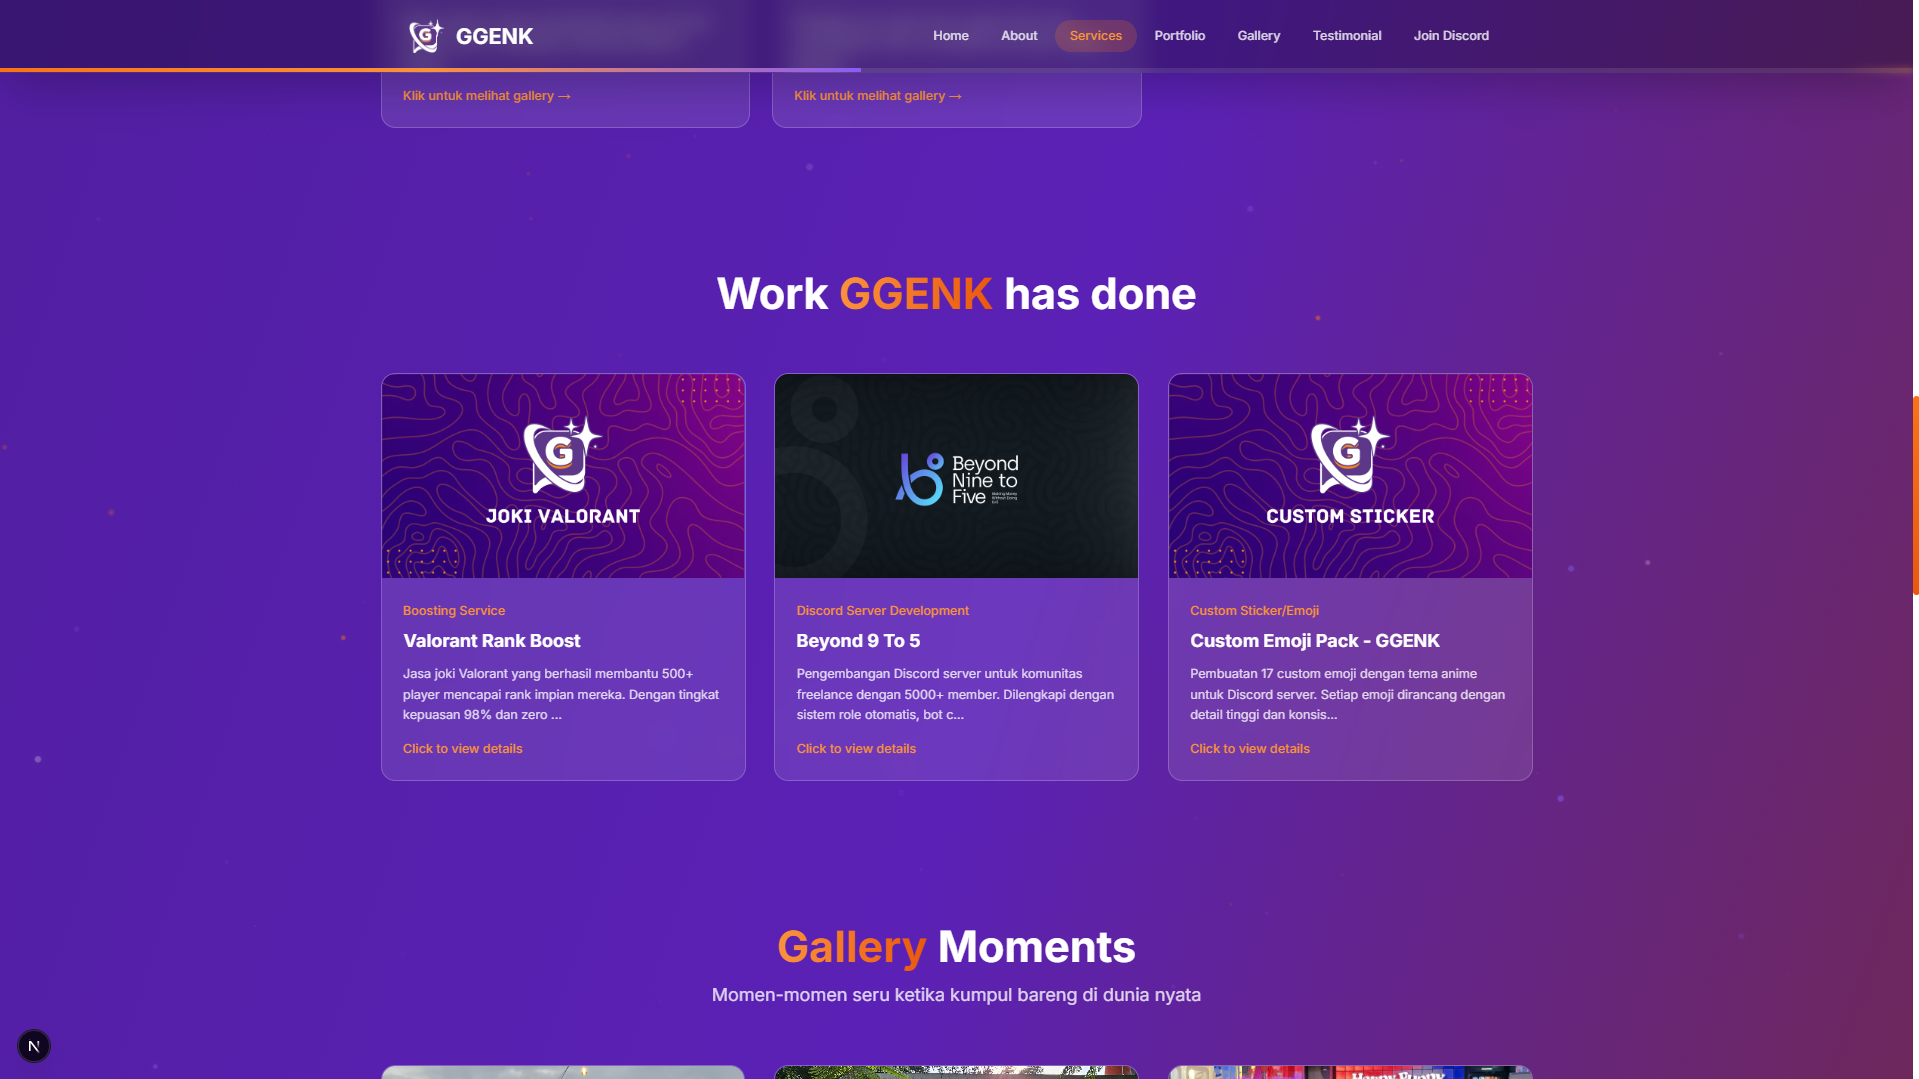 GGENK
Home
About
Services
Portfolio
Gallery
Testimonial
Join Discord
Klik untuk melihat gallery →
Klik untuk melihat gallery →
Work GGENK has done
G
JOKI VALORANT
Boosting Service
Valorant Rank Boost
Jasa joki Valorant yang berhasil membantu 500+
player mencapai rank impian mereka. Dengan tingkat
kepuasan 98% dan zero ...
Click to view details
Beyond
Nine to
Five
Discord Server Development
Beyond 9 To 5
Pengembangan Discord server untuk komunitas
freelance dengan 5000+ member. Dilengkapi dengan
sistem role otomatis, bot c...
Click to view details
G
CUSTOM STICKER
Custom Sticker/Emoji
Custom Emoji Pack - GGENK
Pembuatan 17 custom emoji dengan tema anime
untuk Discord server. Setiap emoji dirancang dengan
detail tinggi dan konsis...
Click to view details
Gallery Moments
Momen-momen seru ketika kumpul bareng di dunia nyata
N